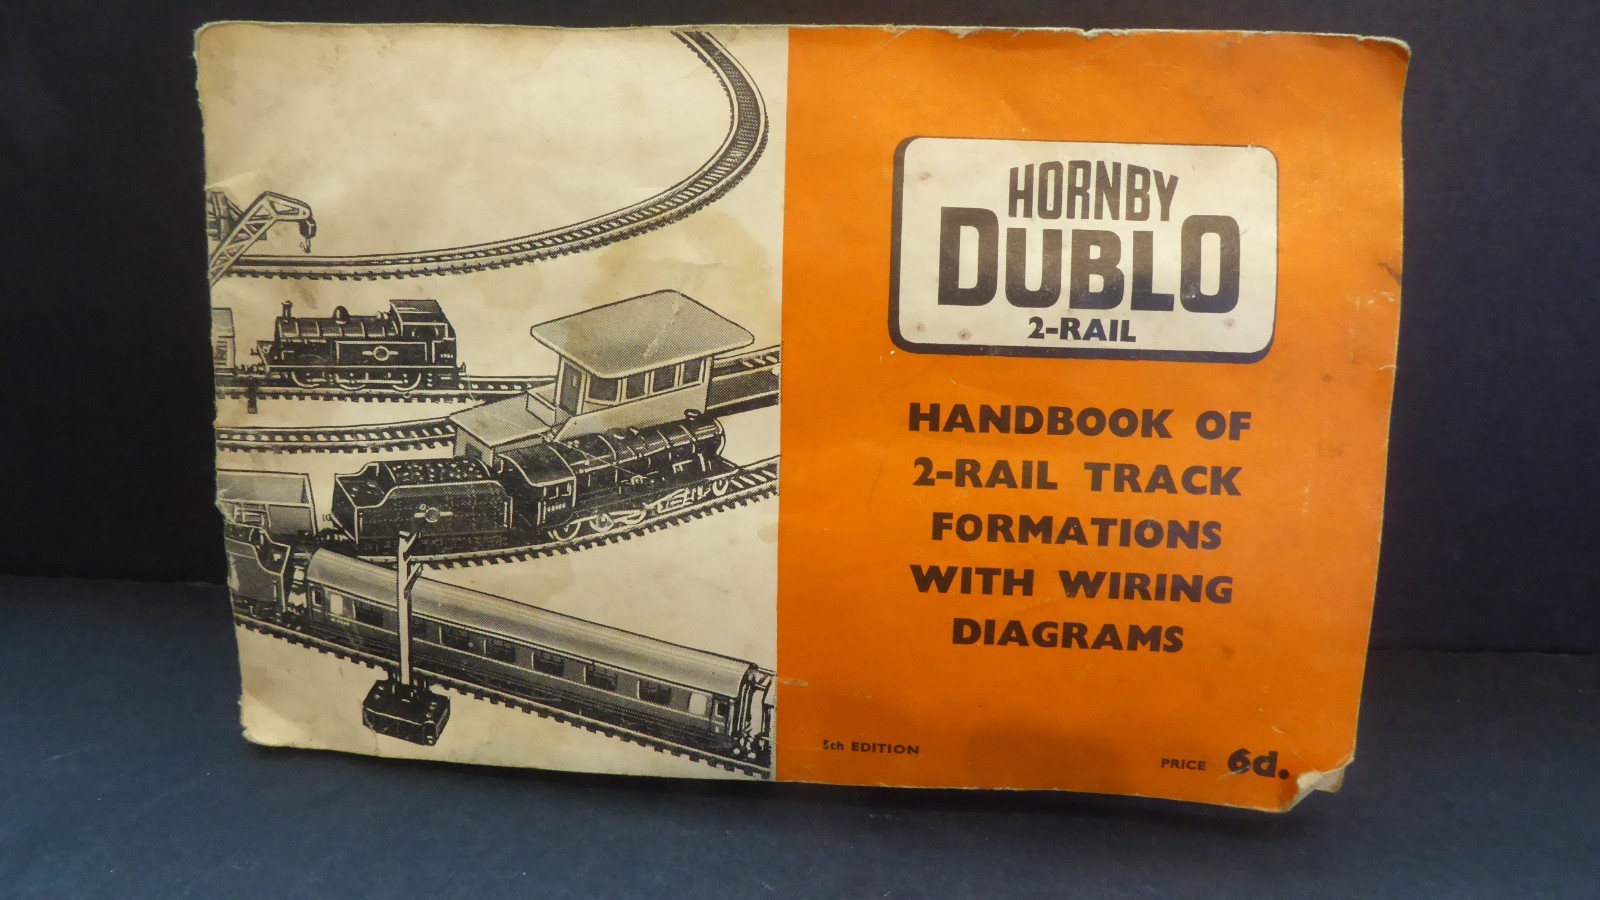 HORNBY
DUBLO
2-RAIL
HANDBOOK OF
2-RAIL TRACK
FORMATIONS
WITH WIRING
DIAGRAMS
5th EDITION
PRICE 6d.